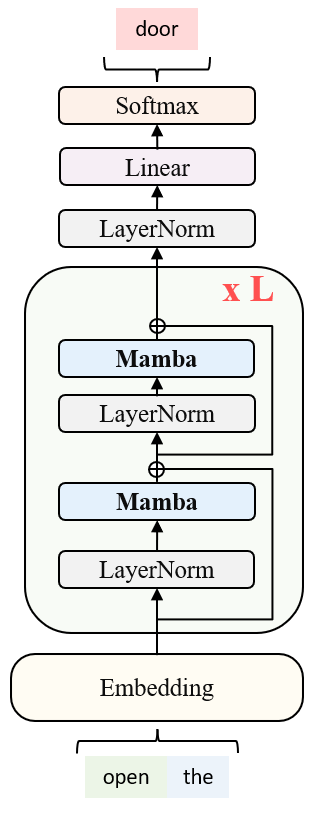 door
Softmax
Linear
LayerNorm
x L
Mamba
LayerNorm
Mamba
LayerNorm
Embedding
open the